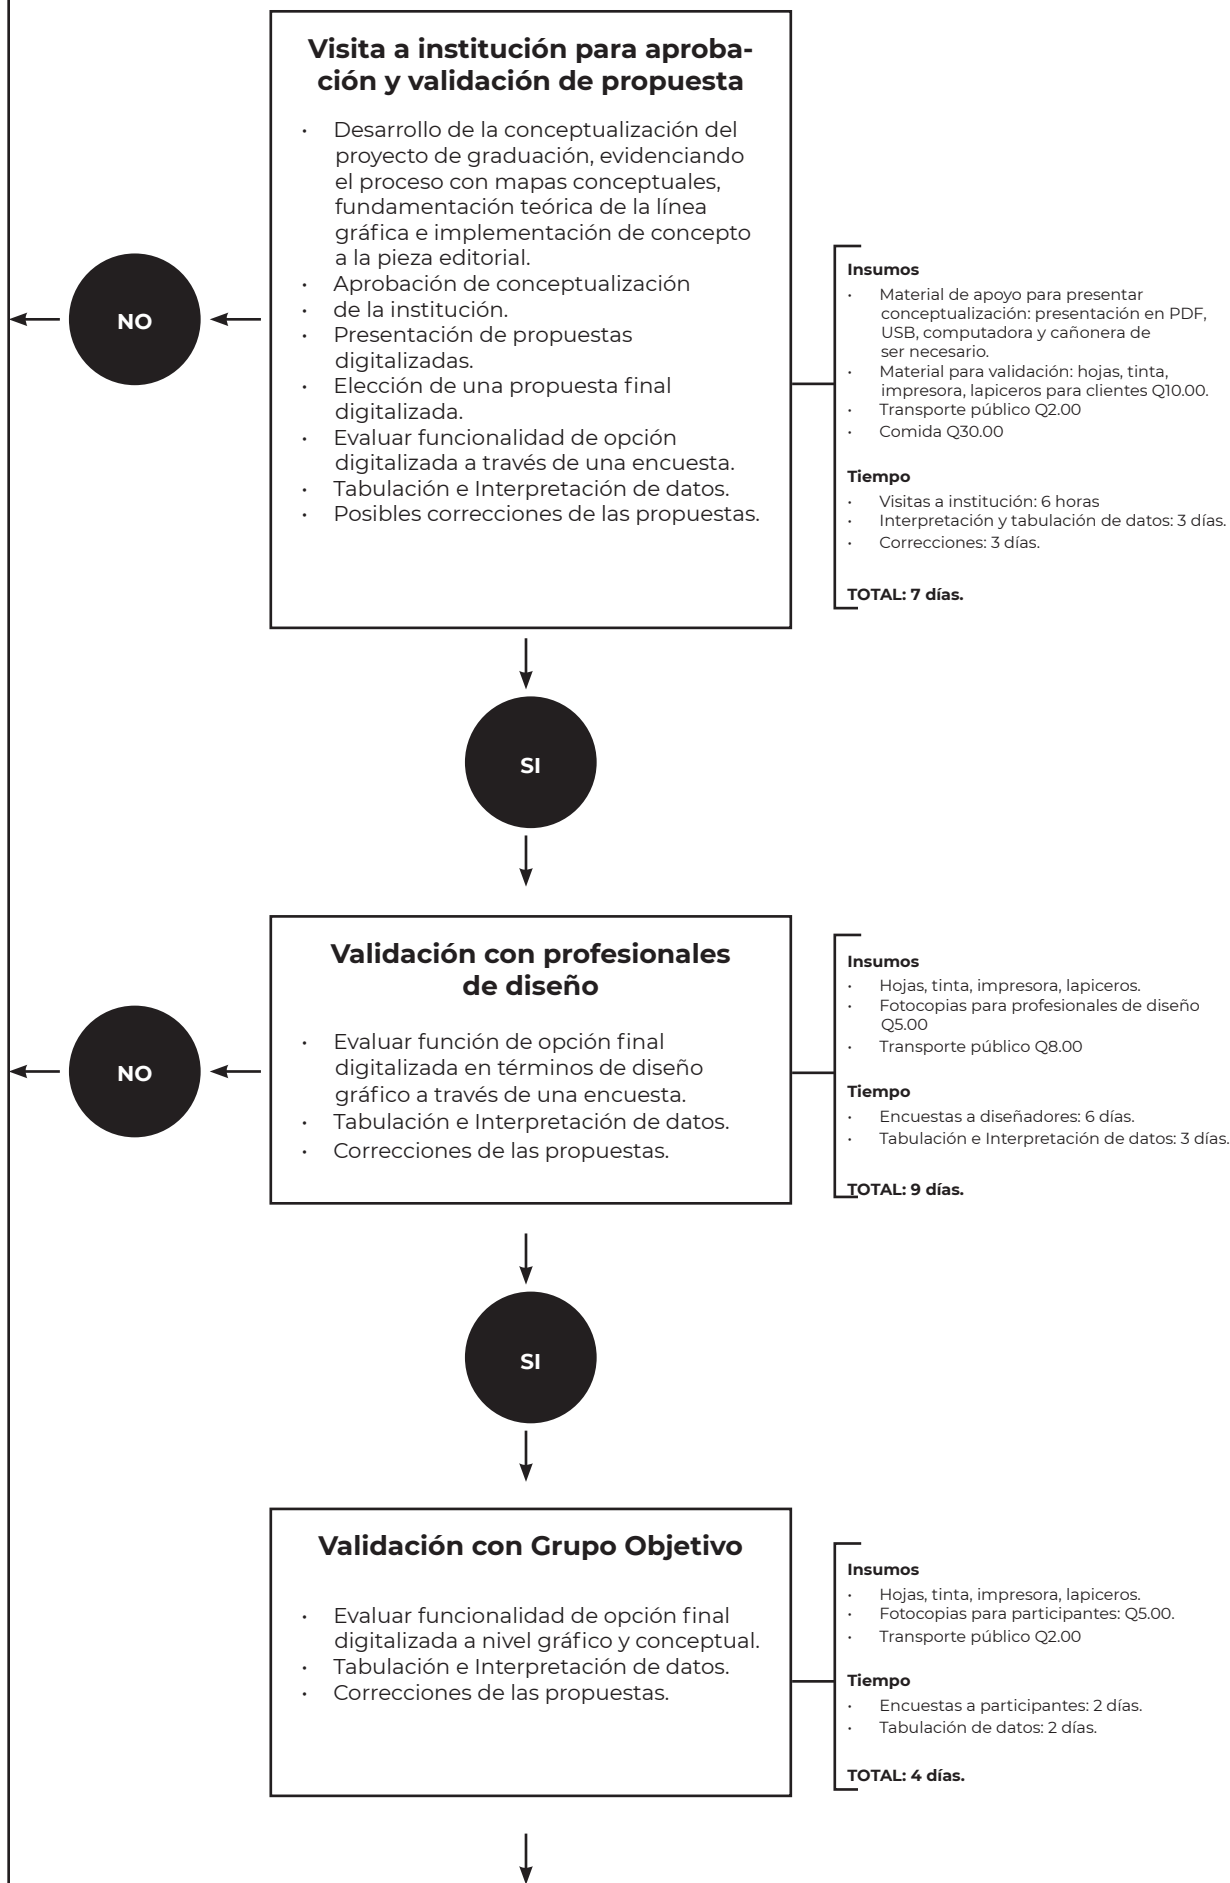 Visita a institución para aproba-
ción y validación de propuesta
• Desarrollo de la conceptualización del
proyecto de graduación, evidenciando
el proceso con mapas conceptuales,
fundamentación teórica de la línea
gráfica e implementación de concepto
a la pieza editorial.
• Aprobación de conceptualización
• de la institución.
• Presentación de propuestas
digitalizadas.
• Elección de una propuesta final
digitalizada.
• Evaluar funcionalidad de opción
digitalizada a través de una encuesta.
• Tabulación e Interpretación de datos.
• Posibles correcciones de las propuestas.
NO
Insumos
• Material de apoyo para presentar
conceptualización: presentación en PDF,
USB, computadora y cañonera de
ser necesario.
• Material para validación: hojas, tinta,
impresora, lapiceros para clientes Q10.00.
• Transporte público Q2.00
• Comida Q30.00
Tiempo
• Visitas a institución: 6 horas
• Interpretación y tabulación de datos: 3 días.
• Correcciones: 3 días.
TOTAL: 7 días.
SI
Validación con profesionales
de diseño
• Evaluar función de opción final
digitalizada en términos de diseño
gráfico a través de una encuesta.
• Tabulación e Interpretación de datos.
• Correcciones de las propuestas.
NO
Insumos
• Hojas, tinta, impresora, lapiceros.
• Fotocopias para profesionales de diseño
Q5.00
• Transporte público Q8.00
Tiempo
• Encuestas a diseñadores: 6 días.
• Tabulación e Interpretación de datos: 3 días.
TOTAL: 9 días.
SI
Validación con Grupo Objetivo
• Evaluar funcionalidad de opción final
digitalizada a nivel gráfico y conceptual.
• Tabulación e Interpretación de datos.
• Correcciones de las propuestas.
Insumos
• Hojas, tinta, impresora, lapiceros.
• Fotocopias para participantes: Q5.00.
• Transporte público Q2.00
Tiempo
• Encuestas a participantes: 2 días.
• Tabulación de datos: 2 días.
TOTAL: 4 días.